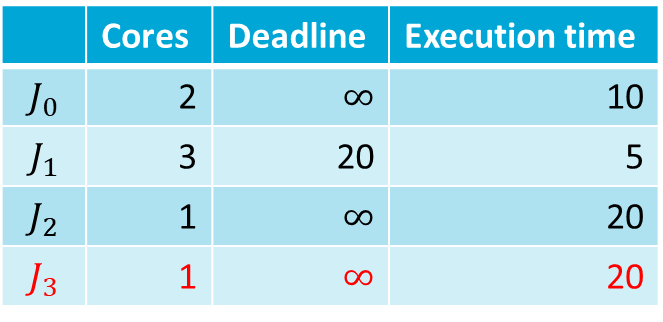 Cores Deadline Execution time
J0 2 ∞ 10
J1 3 20 5
J2 1 ∞ 20
J3 1 ∞ 20